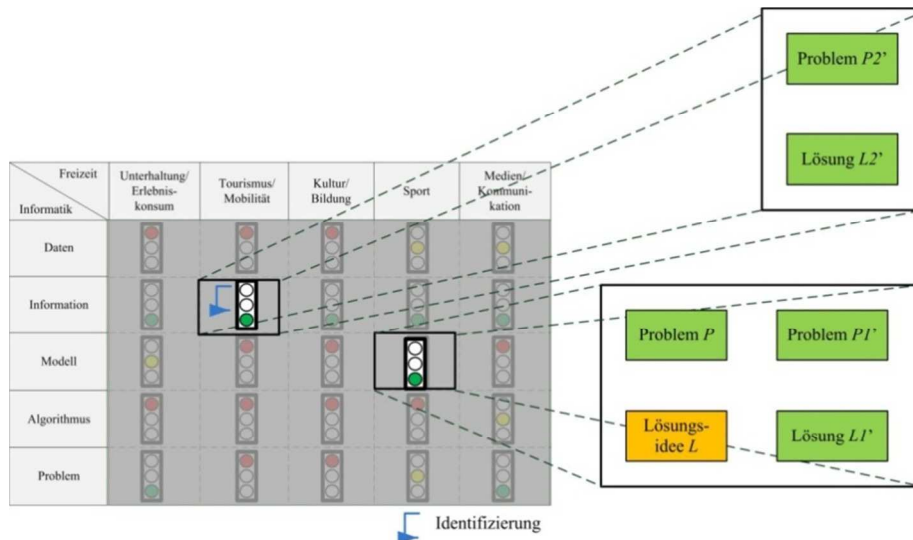 Problem P2’
Lösung L2’
Freizeit
Informatik
Unterhaltung/
Erlebnis-
konsum
Tourismus/
Mobilität
Kultur/
Bildung
Sport
Medien/
Kommuni-
kation
Daten
Information
Modell
Algorithmus
Problem
Problem P
Problem P1’
Lösungs-
idee L
Lösung L1’
Identifizierung